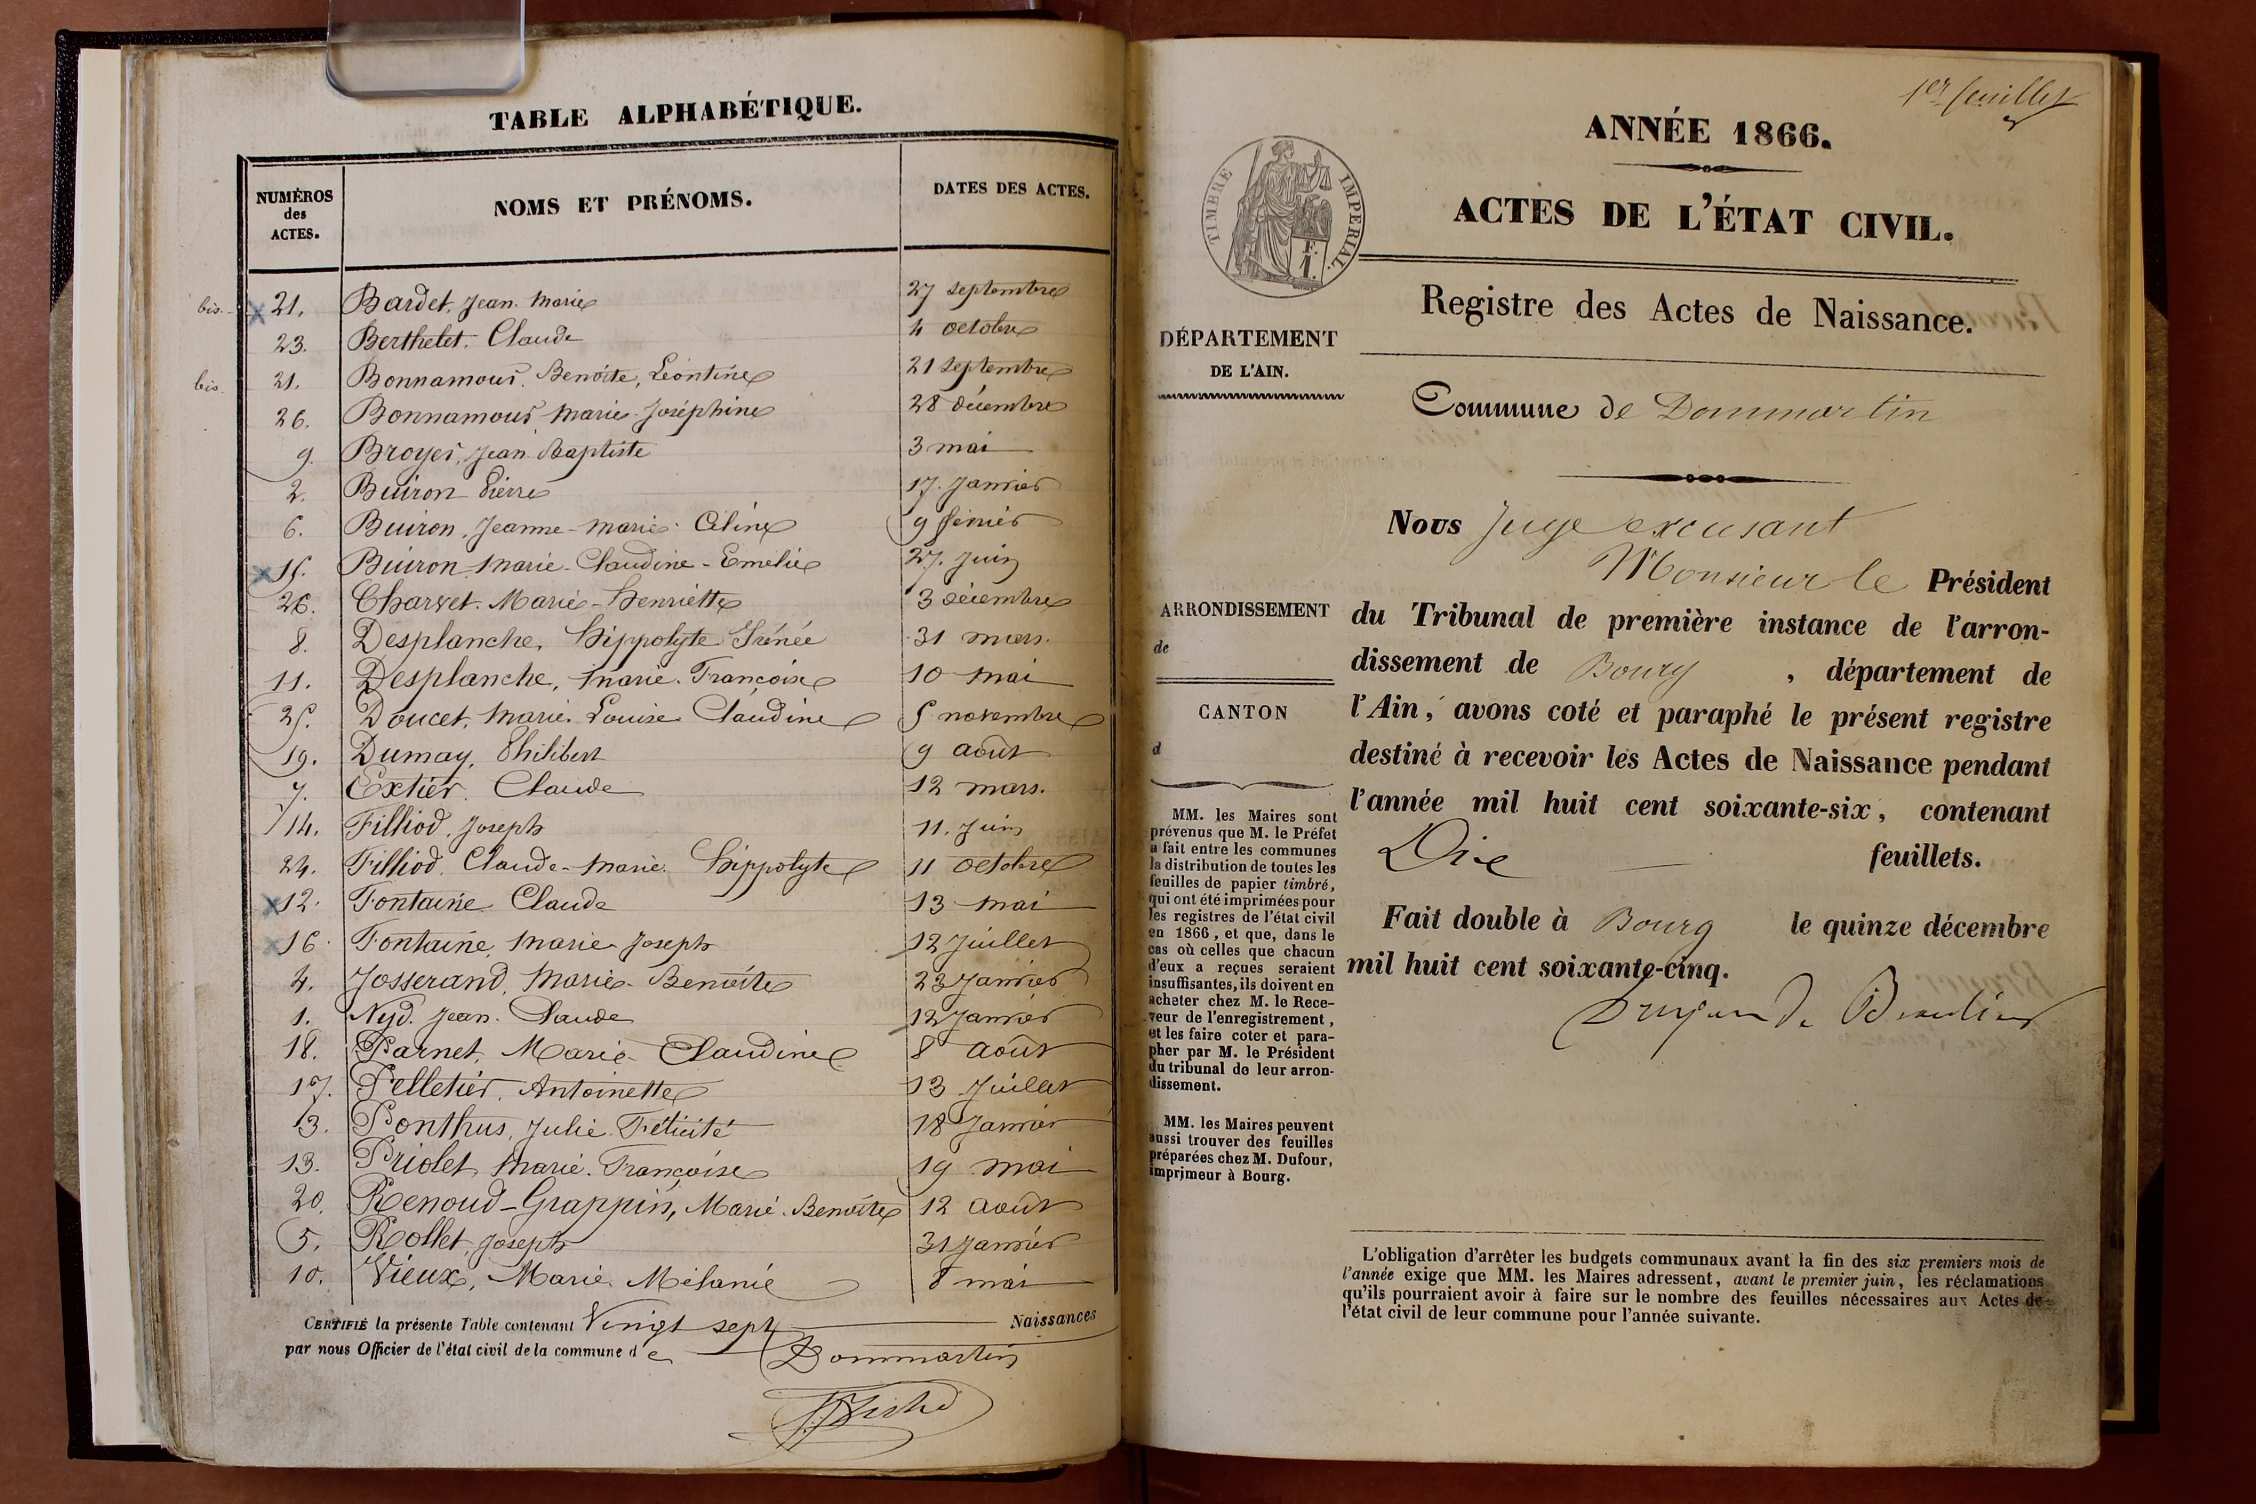 TABLE ALPHABÉTIQUE.
NUMÉROS des ACTES. NOMS ET PRÉNOMS. DATES DES ACTES.
bis. x 21. Bardet, Jean Marie 27 septembre
23. Berthelet, Claude 4 octobre
bis. 21. Bonnamour, Benoîte, Léontine 21 septembre
26. Bonnamour, Marie Joséphine 28 décembre
9. Broyer, Jean Baptiste 3 mai
2. Buiron Pierre 17. Janvier
6. Buiron, Jeanne-Marie Céline 9 février
x 15. Buiron Marie-Claudine-Emélie 27. Juin
26. Charvet. Marie-Henriette 3 décembre
8. Desplanche, Hippolyte Irénée 31 mars.
11. Desplanche, Marie Françoise 10 mai
25. Doucet, Marie Louise Claudine 5 novembre
19. Dumay, Philibert 9 août
7. Extier. Claude 12 mars.
14. Filliod, Joseph 11. Juin
24. Filliod. Claude-Marie Hippolyte 11 octobre
x 12. Fontaine Claude 13 mai
x 16. Fontaine, Marie Joseph 12 Juillet
4. Josserand, Marie-Benoîte 23 Janvier
1. Nyd. Jean Claude 12 Janvier
18. Parnet, Marie-Claudine 8 août
17. Pelletier, Antoinette 13 Juillet
3. Ponthus, Julie Félicité 18 Janvier
13. Priolet, Marie Françoise 19 mai
20. Renoud-Grappin, Marie-Benoîte 12 août
5. Rollet, Joseph 31 Janvier
10. Vieux, Marie Mélanie 8 mai
CERTIFIÉ la présente Table contenant Vingt sept Naissances
par nous Officier de l'état civil de la commune de Dommartin
1er feuillet
ANNÉE 1866.
ACTES DE L'ÉTAT CIVIL.
TIMBRE IMPERIAL.
Registre des Actes de Naissance.
DÉPARTEMENT
DE L'AIN.
Commune de Dommartin
Nous Juge excusant
Monsieur le Président
du Tribunal de première instance de l'arron-
dissement de Bourg, département de
l'Ain, avons coté et paraphé le présent registre
destiné à recevoir les Actes de Naissance pendant
l'année mil huit cent soixante-six, contenant
Dix feuillets.
Fait double à Bourg le quinze décembre
mil huit cent soixante-cinq.
ARRONDISSEMENT
de
CANTON
d
MM. les Maires sont
prévenus que M. le Préfet
a fait entre les communes
la distribution de toutes les
feuilles de papier timbré,
qui ont été imprimées pour
les registres de l'état civil
en 1866, et que, dans le
cas où celles que chacun
d'eux a reçues seraient
insuffisantes, ils doivent en
acheter chez M. le Rece-
veur de l'enregistrement,
et les faire coter et para-
pher par M. le Président
du tribunal de leur arron-
dissement.
MM. les Maires peuvent
aussi trouver des feuilles
préparées chez M. Dufour,
imprimeur à Bourg.
L'obligation d'arrêter les budgets communaux avant la fin des six premiers mois de
l'année exige que MM. les Maires adressent, avant le premier juin, les réclamations
qu'ils pourraient avoir à faire sur le nombre des feuilles nécessaires aux Actes de
l'état civil de leur commune pour l'année suivante.